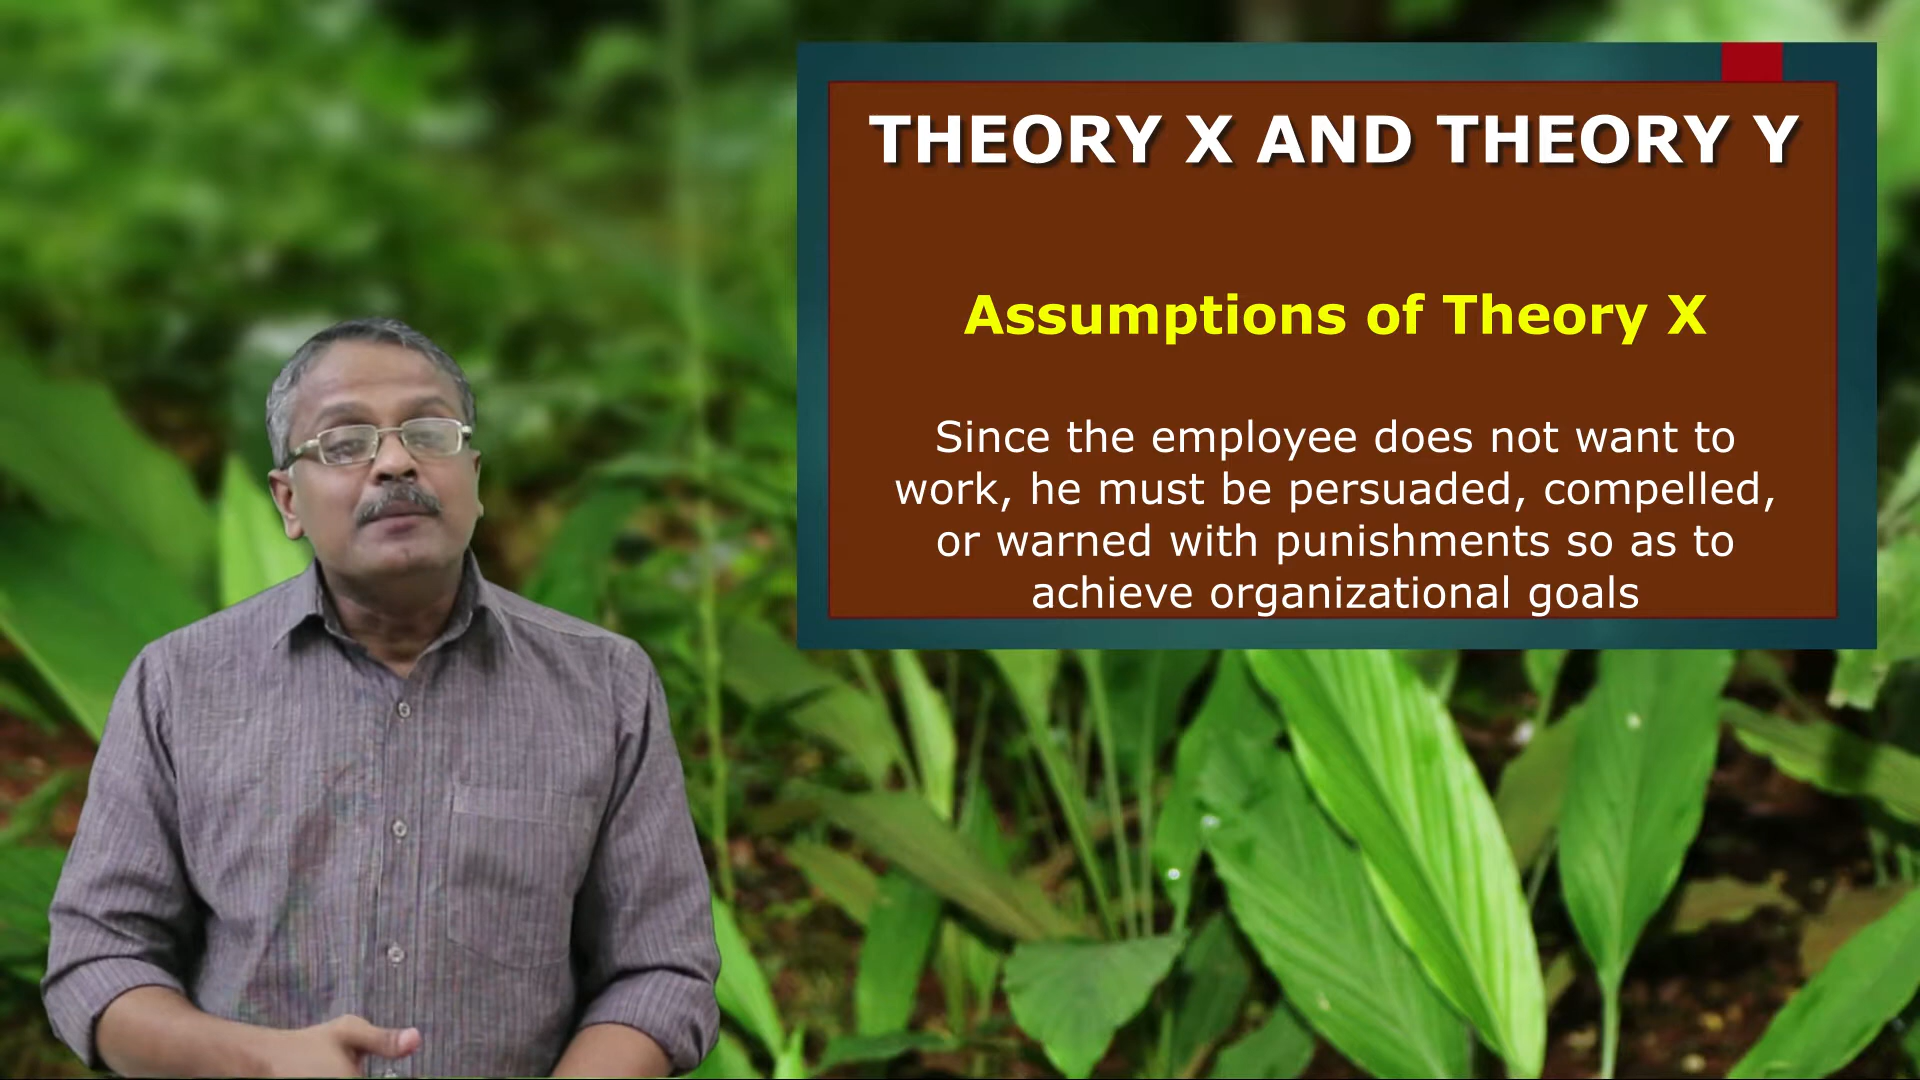 THEORY X AND THEORY Y
Assumptions of Theory X
Since the employee does not want to
work, he must be persuaded, compelled,
or warned with punishments so as to
achieve organizational goals